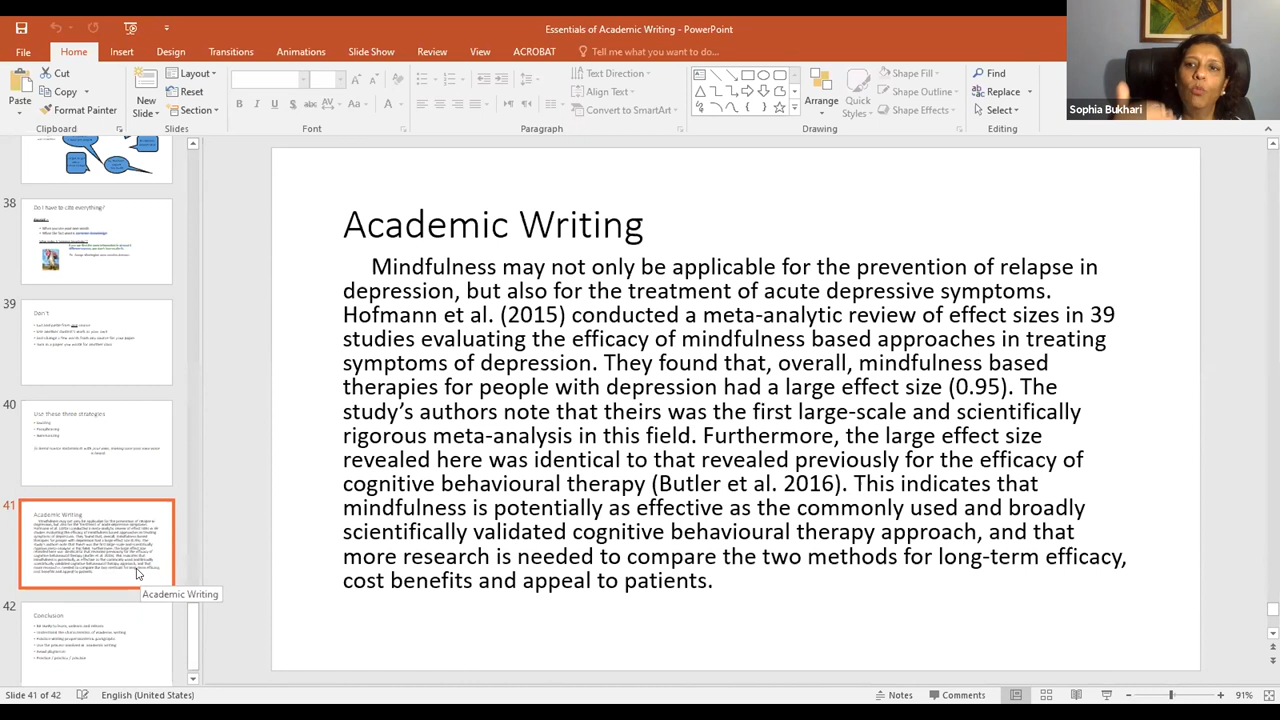 Essentials of Academic Writing - PowerPoint
File Home Insert Design Transitions Animations Slide Show Review View ACROBAT Tell me what you want to do...
Paste
Cut
Copy
Format Painter
Clipboard
New Slide
Layout
Reset
Section
Slides
Font
Text Direction
Align Text
Convert to SmartArt
Paragraph
Arrange
Quick Styles
Shape Fill
Shape Outline
Shape Effects
Drawing
Find
Replace
Select
Editing
Sophia Bukhari
38
Do I have to cite everything?
39
Don't
40
Use these three strategies
41
Academic Writing
Academic Writing
42
Conclusion
Academic Writing
Mindfulness may not only be applicable for the prevention of relapse in
depression, but also for the treatment of acute depressive symptoms.
Hofmann et al. (2015) conducted a meta-analytic review of effect sizes in 39
studies evaluating the efficacy of mindfulness based approaches in treating
symptoms of depression. They found that, overall, mindfulness based
therapies for people with depression had a large effect size (0.95). The
study's authors note that theirs was the first large-scale and scientifically
rigorous meta-analysis in this field. Furthermore, the large effect size
revealed here was identical to that revealed previously for the efficacy of
cognitive behavioural therapy (Butler et al. 2016). This indicates that
mindfulness is potentially as effective as the commonly used and broadly
scientifically validated cognitive behavioural therapy approach, and that
more research is needed to compare the two methods for long-term efficacy,
cost benefits and appeal to patients.
Slide 41 of 42 English (United States) Notes Comments 91%